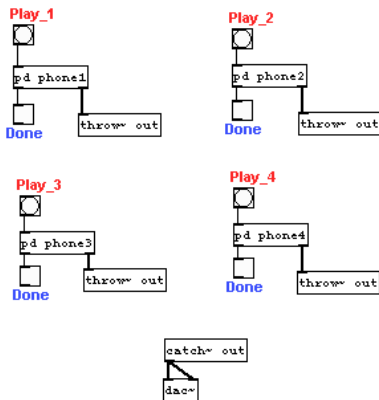 Play_1
pd phone1
throw~ out
Done
Play_2
pd phone2
throw~ out
Done
Play_3
pd phone3
throw~ out
Done
Play_4
pd phone4
throw~ out
Done
catch~ out
dac~